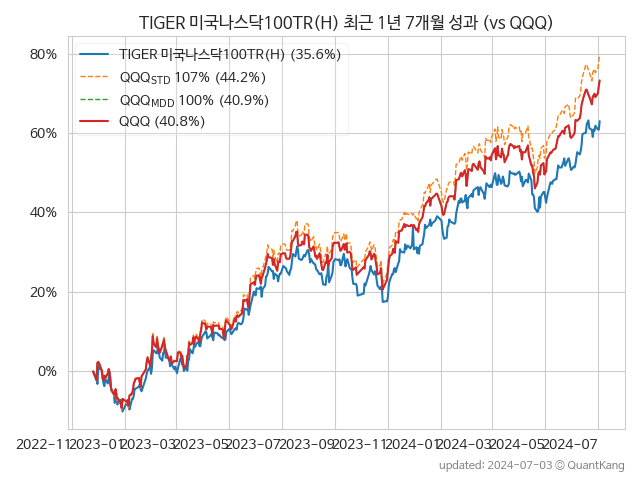 TIGER 미국나스닥100TR(H) 최근 1년 7개월 성과 (vs QQQ)
TIGER 미국나스닥100TR(H) (35.6%)
QQQSTD 107% (44.2%)
QQQMDD 100% (40.9%)
QQQ (40.8%)
80%
60%
40%
20%
0%
2022-11 2023-01 2023-03 2023-05 2023-07 2023-09 2023-11 2024-01 2024-03 2024-05 2024-07
updated: 2024-07-03 ⓒ QuantKang